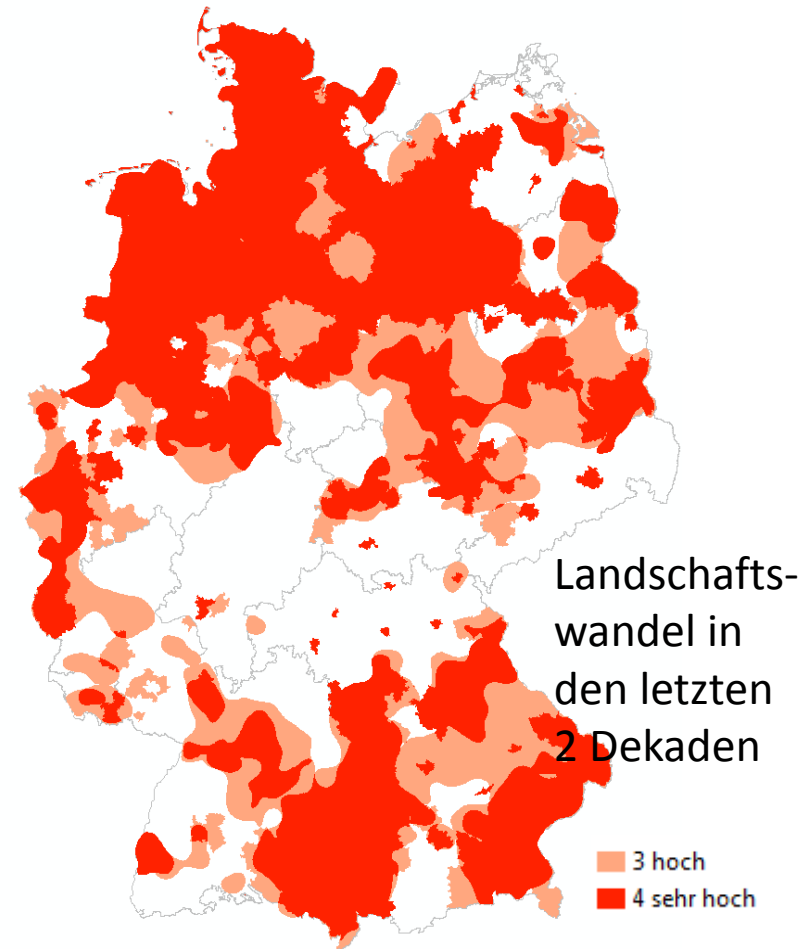 Landschafts-
wandel in
den letzten
2 Dekaden
3 hoch
4 sehr hoch